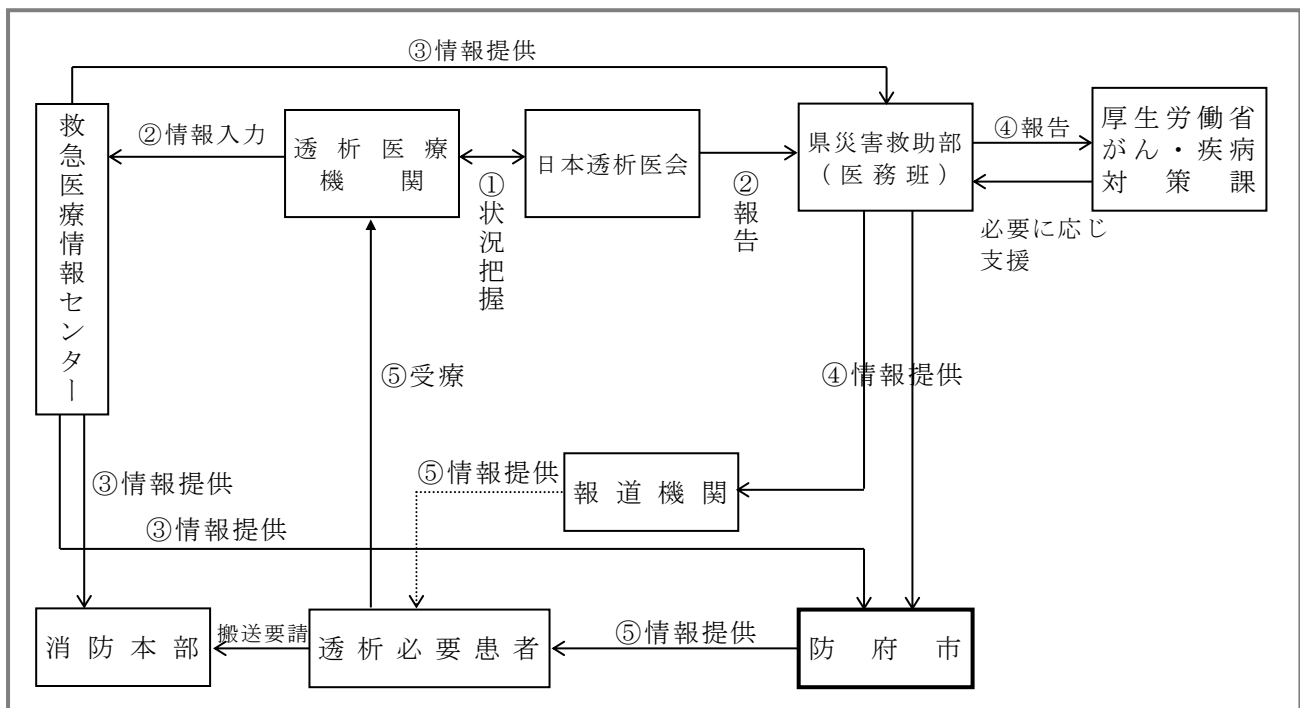 ③情報提供
救急医療情報センター
②情報入力
透析医療
機関
①状況把握
日本透析医会
②報告
県災害救助部
(医務班)
④報告
厚生労働省
がん・疾病
対策課
必要に応じ
支援
⑤受療
④情報提供
③情報提供
⑤情報提供
報道機関
③情報提供
消防本部
搬送要請
透析必要患者
⑤情報提供
防府市